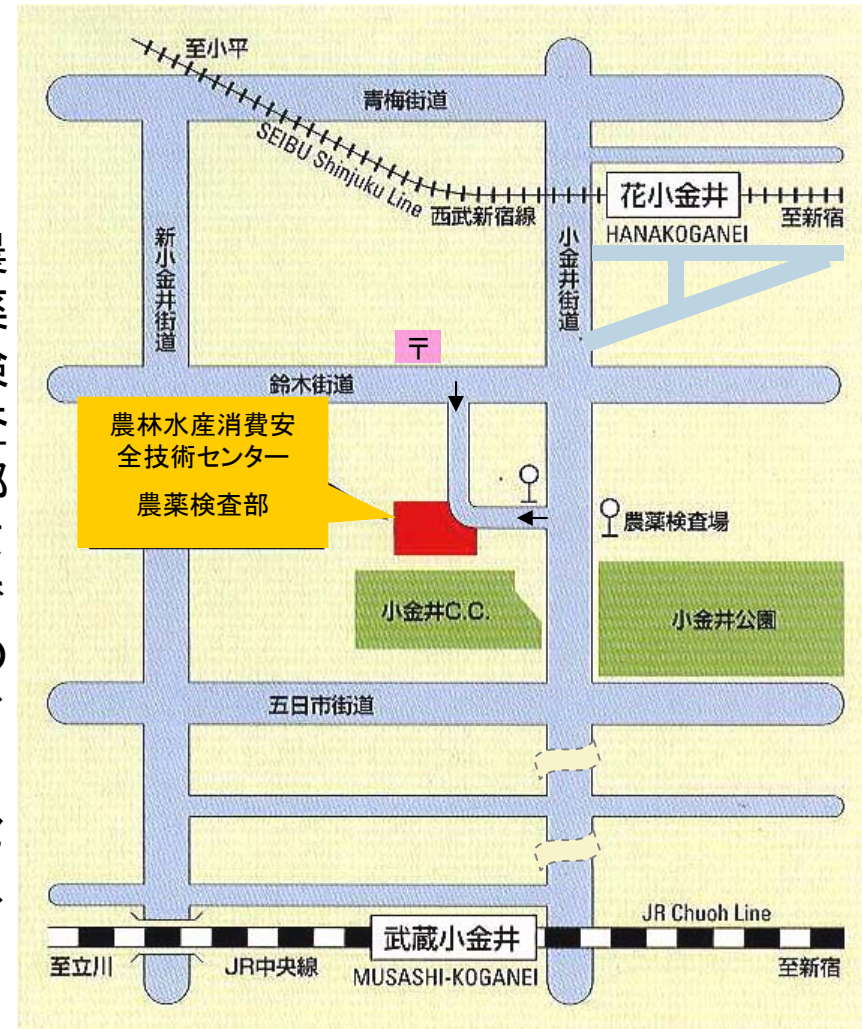 至小平
青梅街道
SEIBU Shinjuku Line
西武新宿線
花小金井
HANAKOGANEI
至新宿
新小金井街道
小金井街道
〒
鈴木街道
農林水産消費安
全技術センター
農薬検査部
農薬検査場
小金井C.C.
小金井公園
五日市街道
JR Chuoh Line
武蔵小金井
MUSASHI-KOGANEI
至立川
JR中央線
至新宿